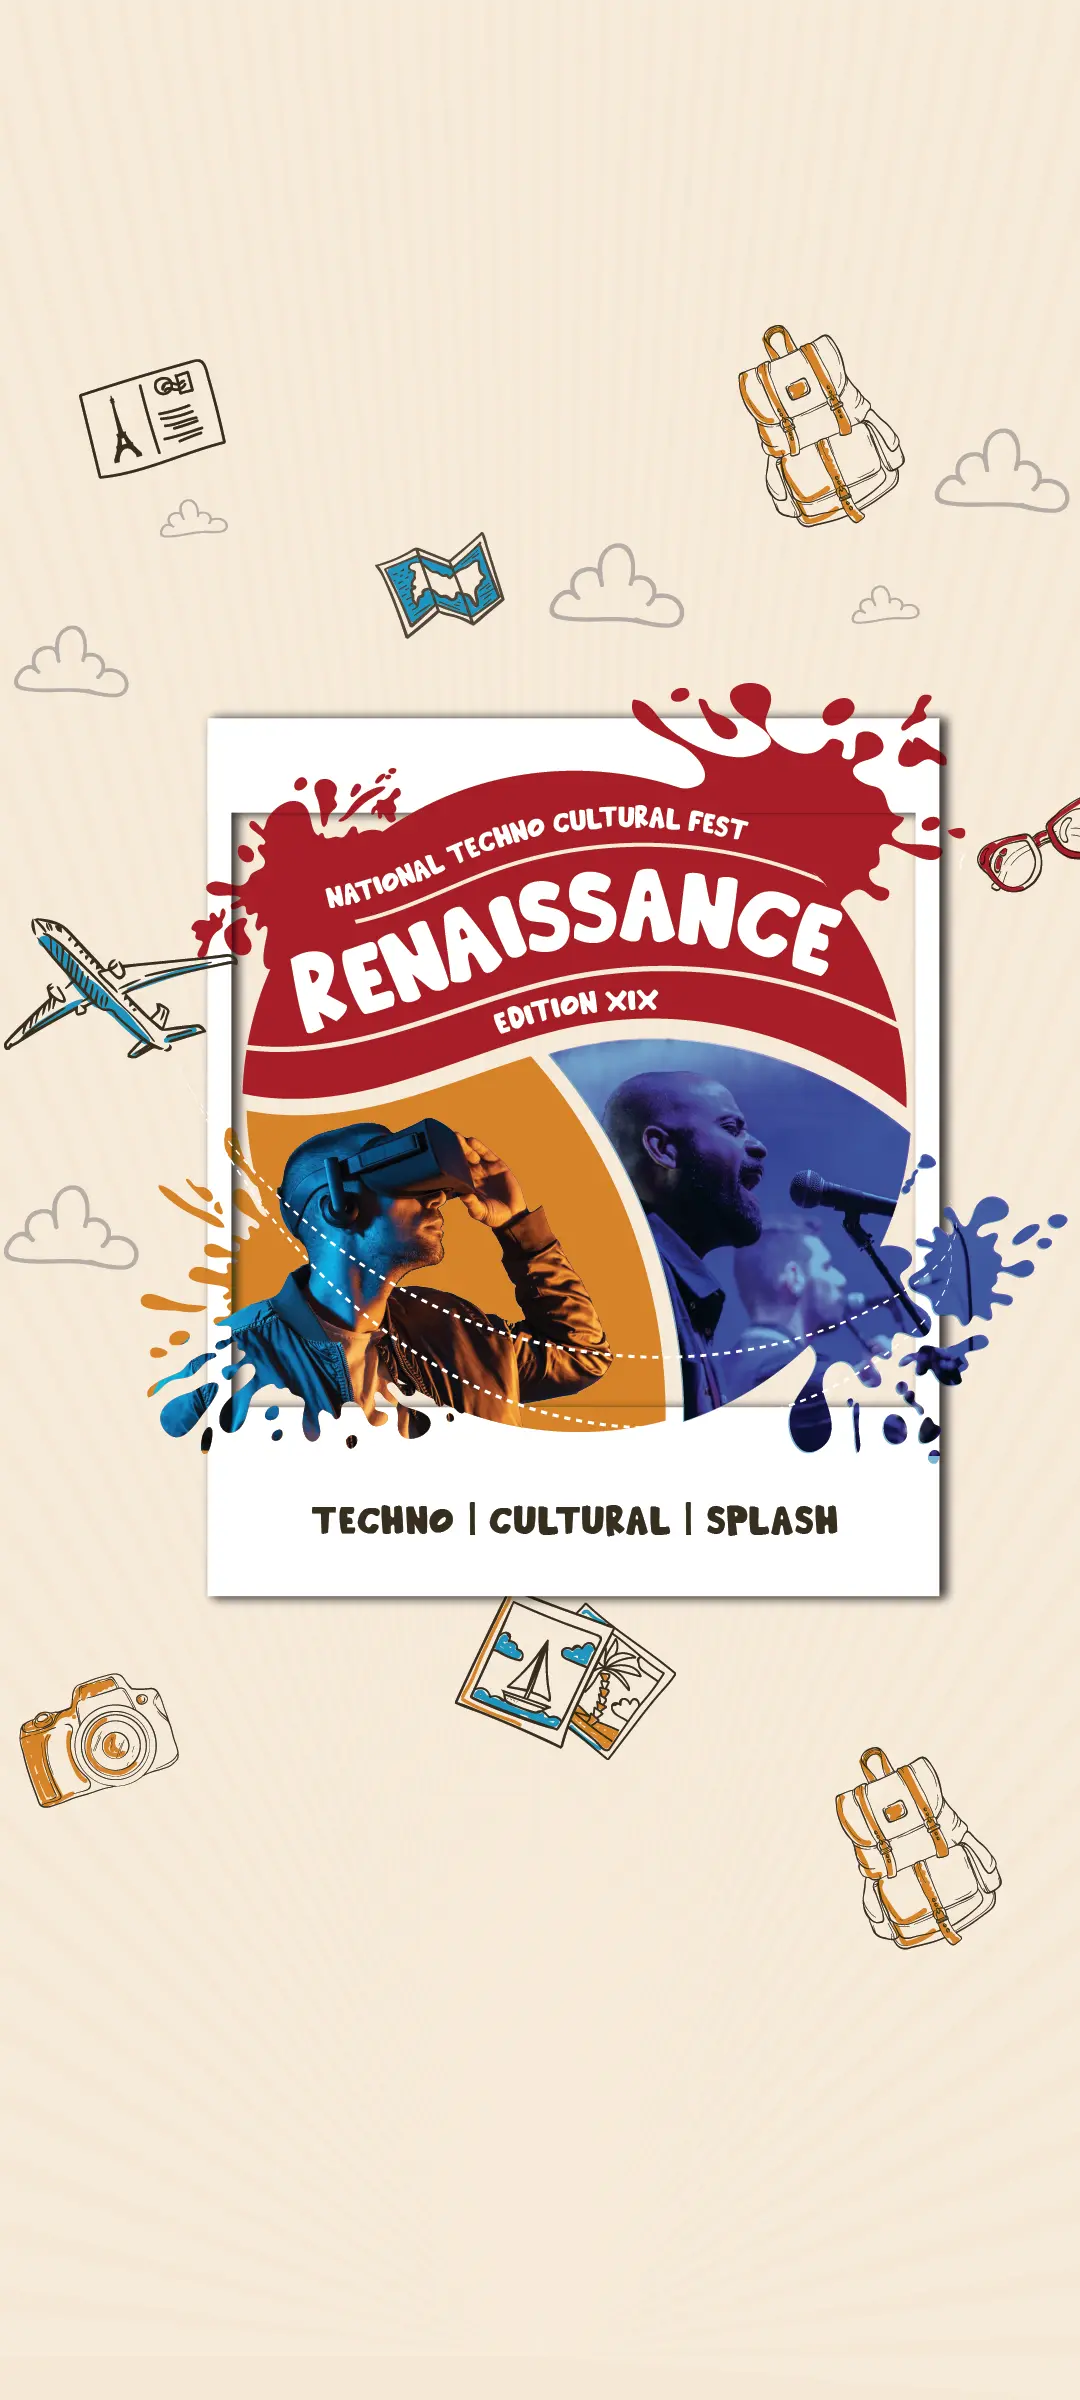 NATIONAL TECHNO CULTURAL FEST
RENAISSANCE
EDITION XIX
TECHNO | CULTURAL | SPLASH